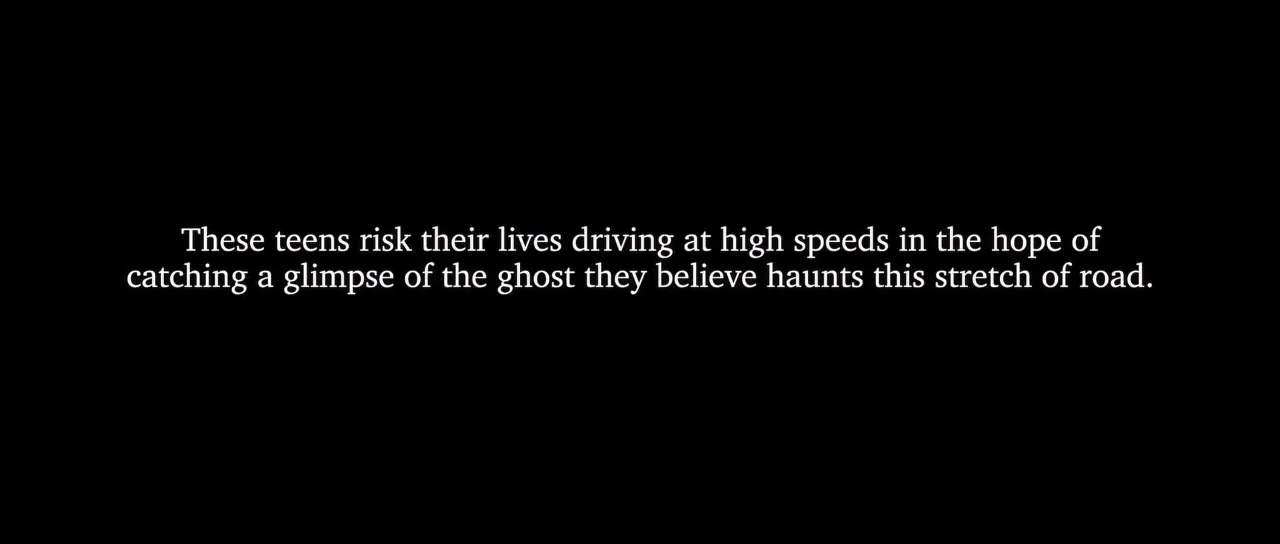 These teens risk their lives driving at high speeds in the hope of
catching a glimpse of the ghost they believe haunts this stretch of road.